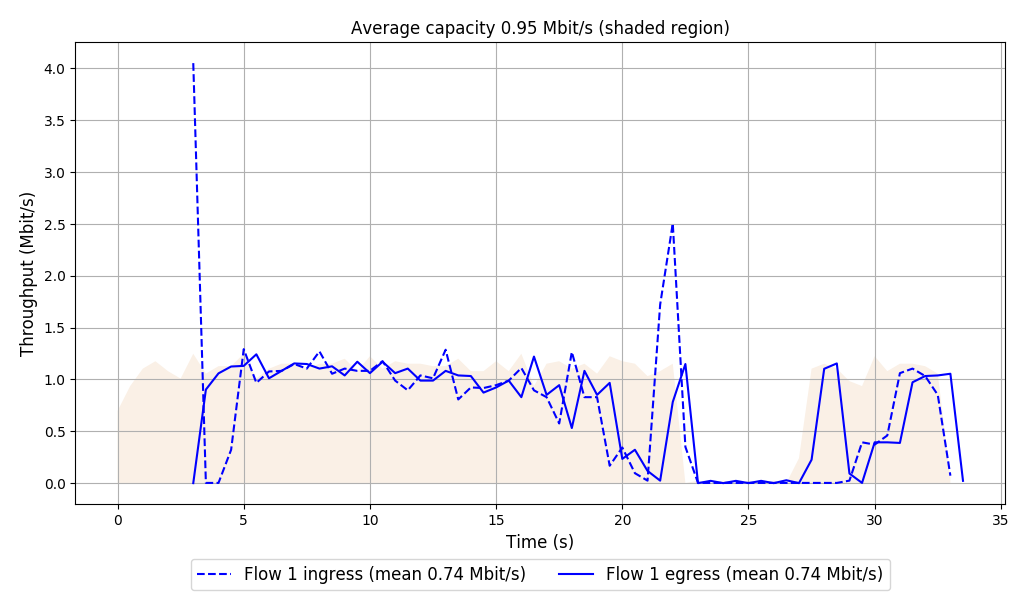 Average capacity 0.95 Mbit/s (shaded region)
Throughput (Mbit/s)
4.0
3.5
3.0
2.5
2.0
1.5
1.0
0.5
0.0
0 5 10 15 20 25 30 35
Time (s)
Flow 1 ingress (mean 0.74 Mbit/s) Flow 1 egress (mean 0.74 Mbit/s)